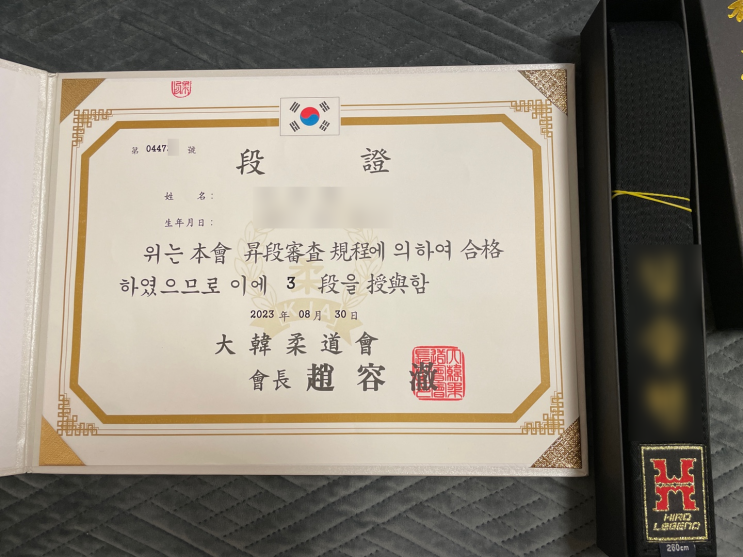 第 0447 號
段 證
姓 名 :
生年月日 :
위는 本會 昇段審査 規程에 의하여 合格
하였으므로 이에 3 段을 授與함
2023 年 08 月 30 日
大韓柔道會
會長 趙容澈
HIRO
LEGEND
260cm